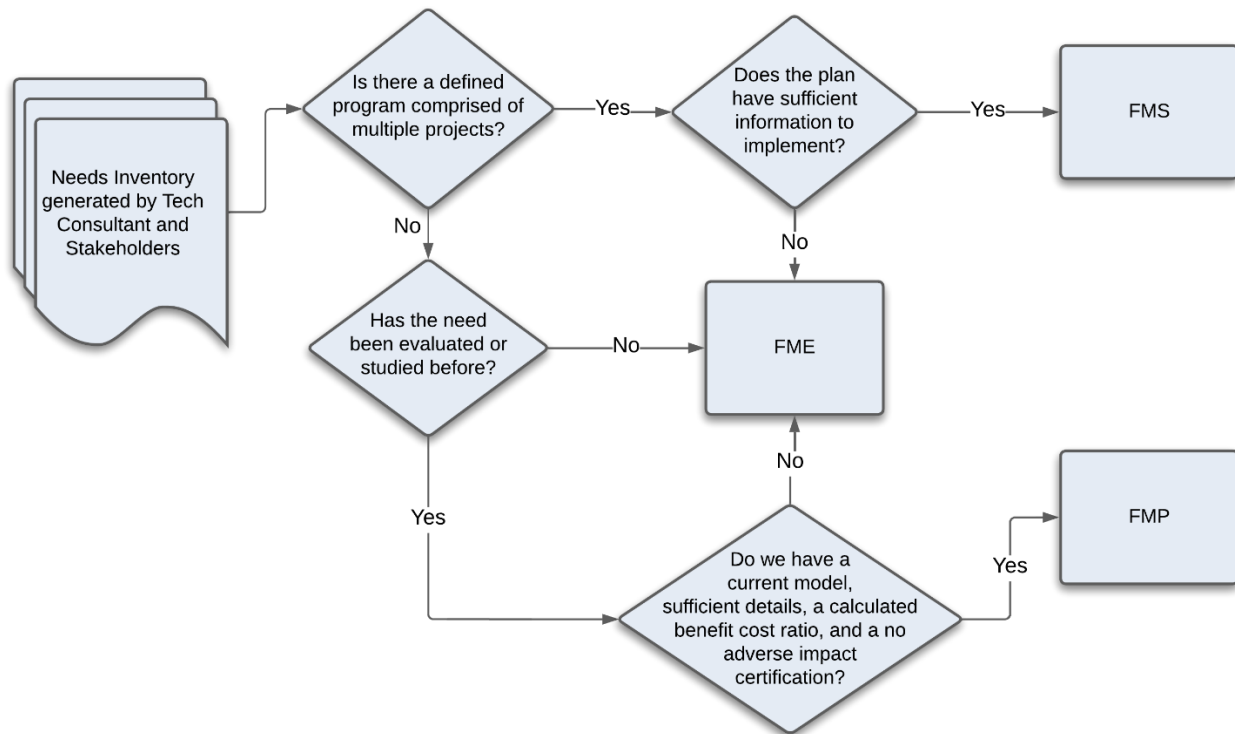 Is there a defined
program comprised of
multiple projects?
Yes
Does the plan
have sufficient
information to
implement?
Yes
FMS
Needs Inventory
generated by Tech
Consultant and
Stakeholders
No
No
Has the need
been evaluated or
studied before?
No
FME
No
Yes
Do we have a
current model,
sufficient details, a calculated
benefit cost ratio, and a no
adverse impact
certification?
Yes
FMP